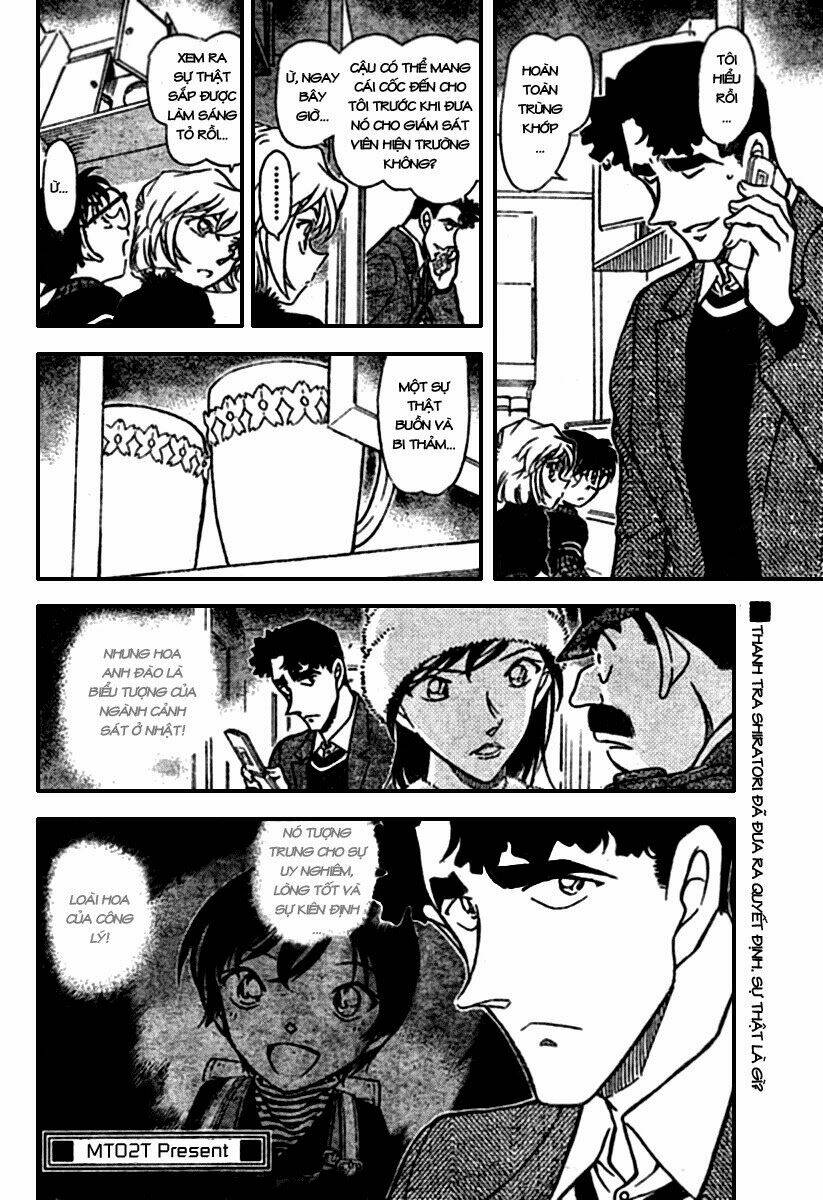 TÔI
HIỂU
RỒI ...
HOÀN
TOÀN
TRÙNG
KHỚP
...
CẬU CÓ THỂ MANG
CÁI CỐC ĐẾN CHO
TÔI TRƯỚC KHI ĐƯA
NÓ CHO GIÁM SÁT
VIÊN HIỆN TRƯỜNG
KHÔNG?
Ừ, NGAY
BÂY
GIỜ...
........
XEM RA
SỰ THẬT
SẮP ĐƯỢC
LÀM SÁNG
TỎ RỒI...
Ừ...
MỘT SỰ
THẬT
BUỒN VÀ
BI THẢM...
NHƯNG HOA
ANH ĐÀO LÀ
BIỂU TƯỢNG CỦA
NGÀNH CẢNH
SÁT Ở NHẬT!
NÓ TƯỢNG
TRƯNG CHO SỰ
UY NGHIÊM,
LÒNG TỐT VÀ
SỰ KIÊN ĐỊNH
...
LOÀI HOA
CỦA CÔNG
LÝ!
THANH TRA SHIRATORI ĐÃ ĐƯA RA QUYẾT ĐỊNH. SỰ THẬT LÀ GÌ?
MT02T Present